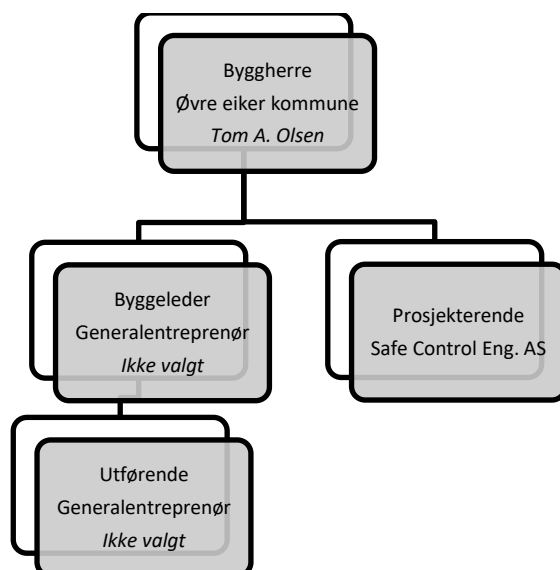 Byggherre
Øvre eiker kommune
Tom A. Olsen
Byggeleder
Generalentreprenør
Ikke valgt
Prosjekterende
Safe Control Eng. AS
Utførende
Generalentreprenør
Ikke valgt